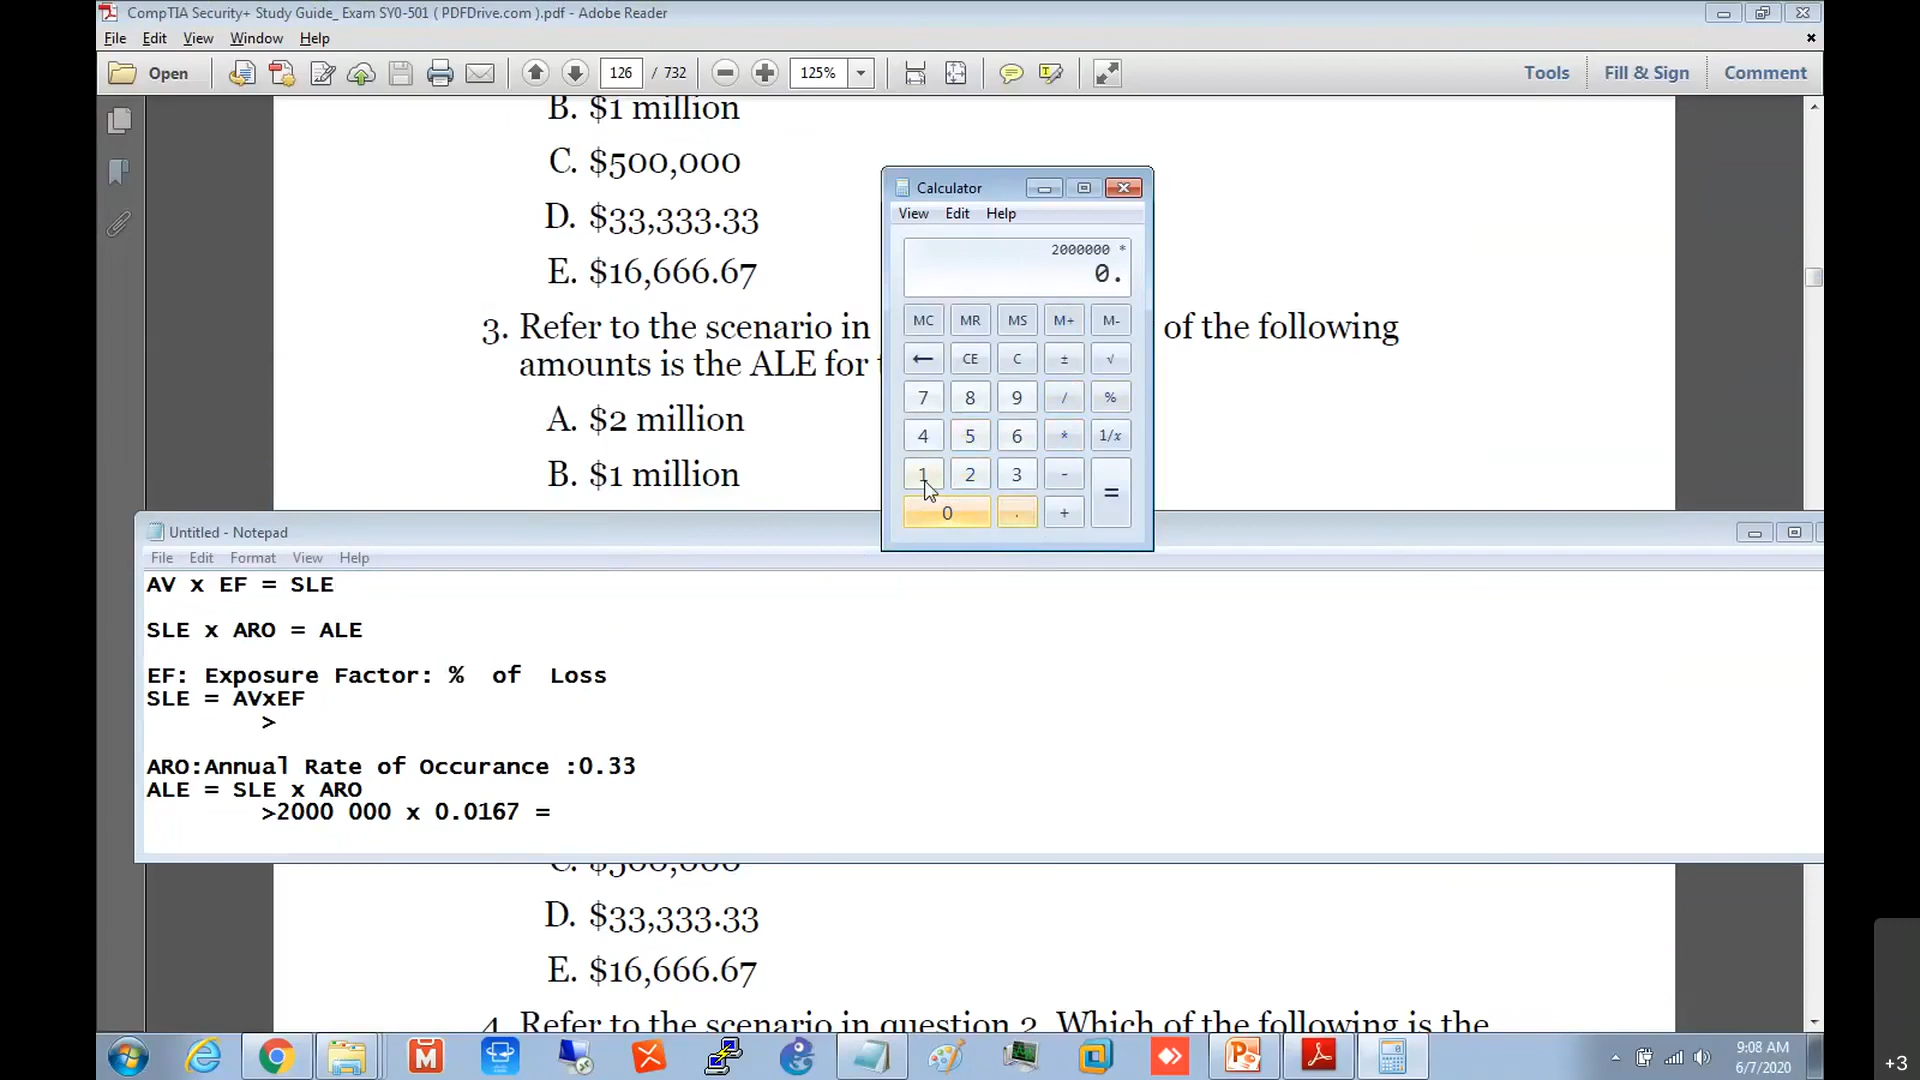 CompTIA Security+ Study Guide_ Exam SY0-501 ( PDFDrive.com ).pdf - Adobe Reader
File Edit View Window Help
Open 126 / 732 125% Tools Fill & Sign Comment
B. $1 million
C. $500,000
D. $33,333.33
E. $16,666.67
3. Refer to the scenario in of the following
amounts is the ALE for
A. $2 million
B. $1 million
Calculator
View Edit Help
2000000 *
0.
MC MR MS M+ M-
← CE C ± √
7 8 9 / %
4 5 6 * 1/x
1 2 3 - =
0 . +
Untitled - Notepad
File Edit Format View Help
AV x EF = SLE
SLE x ARO = ALE
EF: Exposure Factor: % of Loss
SLE = AVxEF
>
ARO:Annual Rate of Occurance :0.33
ALE = SLE x ARO
>2000 000 x 0.0167 =
C. $500,000
D. $33,333.33
E. $16,666.67
4. Refer to the scenario in question 2. Which of the following is the
9:08 AM
6/7/2020
+3